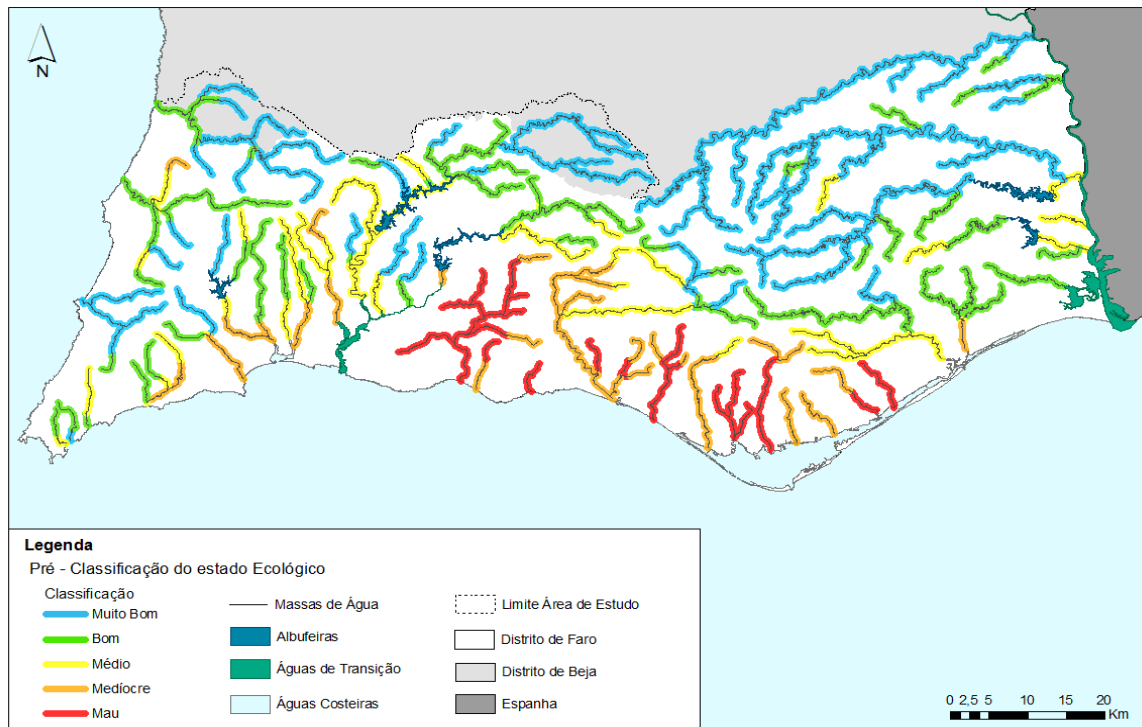 N
Legenda
Pré - Classificação do estado Ecológico
Classificação
Muito Bom
Bom
Médio
Medíocre
Mau
Massas de Água
Albufeiras
Águas de Transição
Águas Costeiras
Limite Área de Estudo
Distrito de Faro
Distrito de Beja
Espanha
0 2,5 5 10 15 20
Km